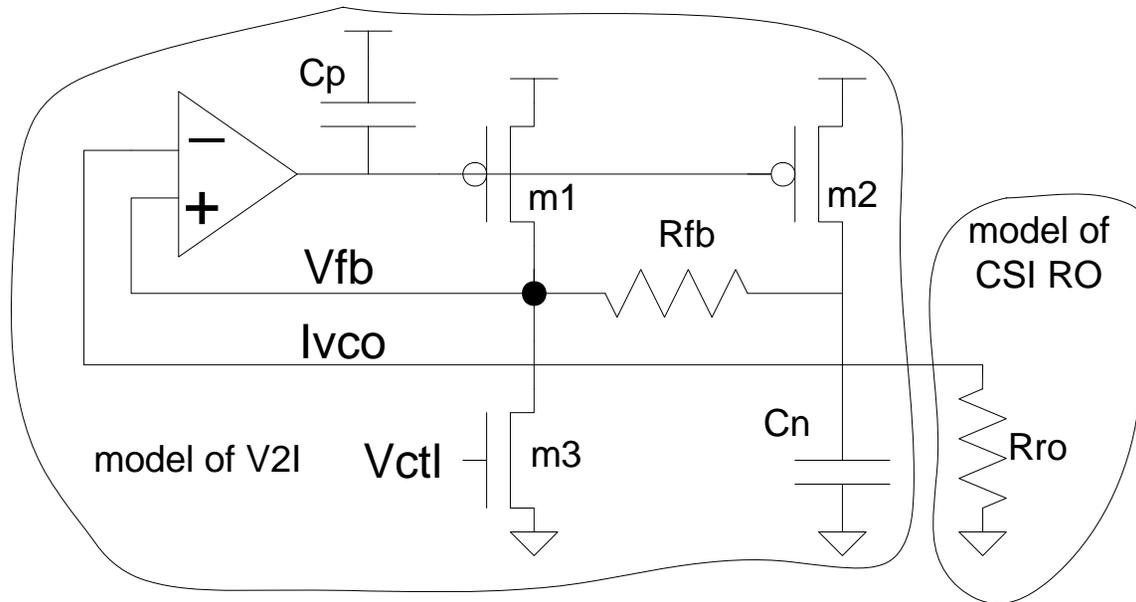 Cp
−
+
m1
m2
Rfb
model of
CSI RO
Vfb
Ivco
Cn
model of V2I
Vctl
m3
Rro